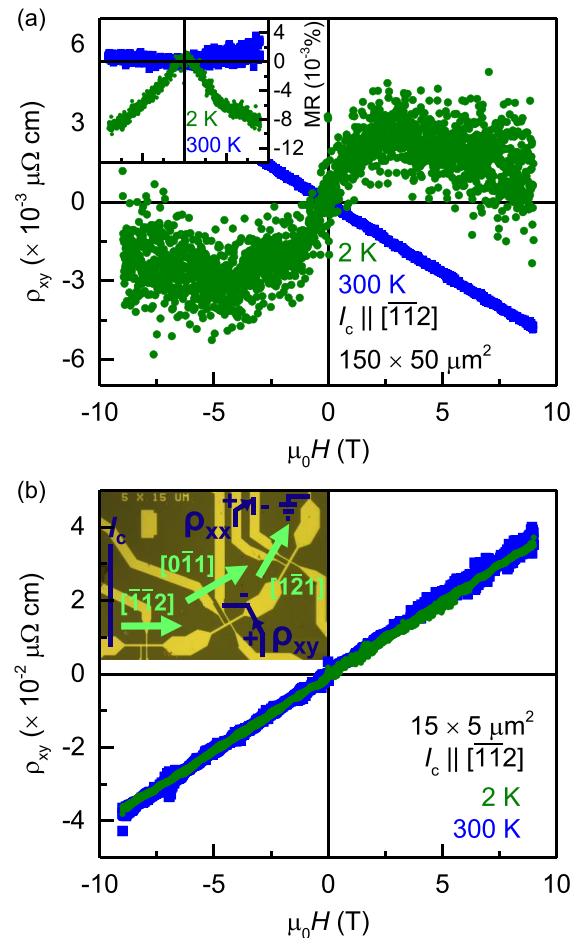 (a)
6
3
0
-3
-6
ρxy (× 10⁻³ μΩ cm)
4
0
-4
-8
-12
MR (10⁻³%)
2 K
300 K
2 K
300 K
Ic || [1̅1̅2]
150 × 50 μm²
-10 -5 0 5 10
μ₀H (T)
(b)
4
2
0
-2
-4
ρxy (× 10⁻² μΩ cm)
5 X 15 UM
Ic
ρxx
+ -
[01̅1]
[1̅1̅2]
[12̅1]
-
+
ρxy
15 × 5 μm²
Ic || [1̅1̅2]
2 K
300 K
-10 -5 0 5 10
μ₀H (T)